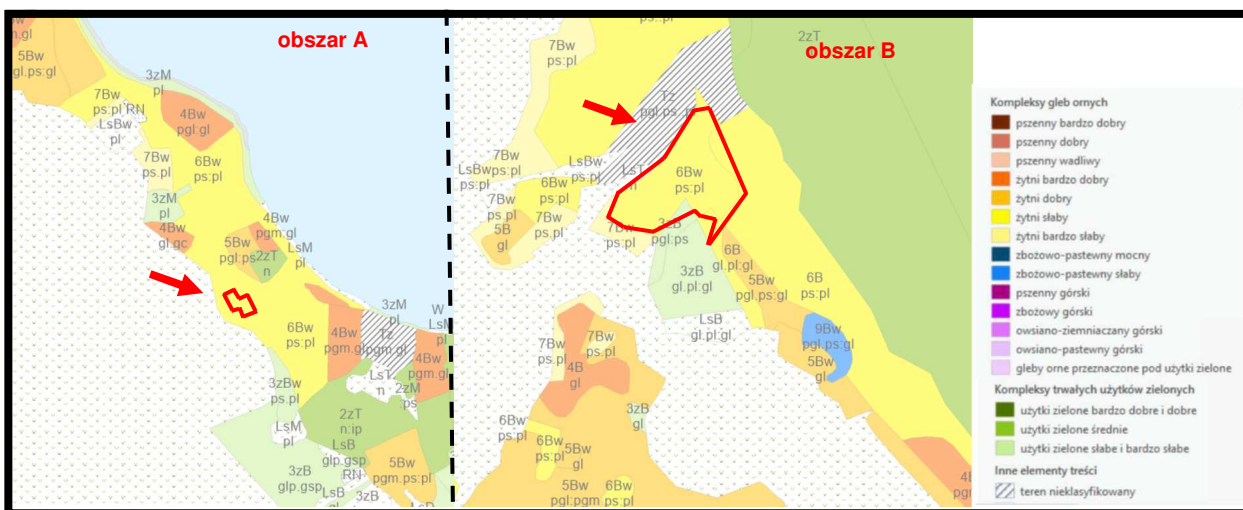 obszar A
m.gl
5Bw
gl.ps:gl
3zM
pl
7Bw
ps:pl RN
LsBw
pl
4Bw
pgl:gl
7Bw
ps:pl
6Bw
ps:pl
3zM
pl
4Bw
gl.gc
5Bw
pgl:ps
4Bw
pgm:gl
2zT
n
LsM
pl
6Bw
ps:pl
4Bw
pgm.gl
3zM
pl
Tz
pgm.gl
W
LsM
pl
4Bw
pgm.gl
LsT
n
2zM
:ps
3zBw
ps.pl
LsM
pl
2zT
n:ip
LsB
glp.gsp
RN
3zB
glp.gsp
LsB
gl
3zB
5Bw
pgm.ps:pl
obszar B
ps:pl
7Bw
ps:pl
2zT
Tz
7Bw
ps:pl
LsBw
ps:pl
LsBw
ps:pl
6Bw
ps:pl
7Bw
ps.pl
7Bw
ps:pl
5B
gl
6Bw
ps:pl
7Bw
ps:pl
3zB
pgl:ps
3zB
gl.pl:gl
6B
gl.pl:gl
5Bw
pgl.ps:gl
6B
ps:pl
LsB
gl.pl:gl
9Bw
pgl.ps:gl
5Bw
gl
7Bw
ps:pl
7Bw
ps:pl
4B
gl
3zB
gl
6Bw
ps:pl
6Bw
ps:pl
5Bw
gl
5Bw
pgl:pgm
6Bw
ps:pl
Kompleksy gleb ornych
pszenny bardzo dobry
pszenny dobry
pszenny wadliwy
żytni bardzo dobry
żytni dobry
żytni słaby
żytni bardzo słaby
zbożowo-pastewny mocny
zbożowo-pastewny słaby
pszenny górski
zbożowy górski
owsiano-ziemniaczany górski
owsiano-pastewny górski
gleby orne przeznaczone pod użytki zielone
Kompleksy trwałych użytków zielonych
użytki zielone bardzo dobre i dobre
użytki zielone średnie
użytki zielone słabe i bardzo słabe
Inne elementy treści
teren nieklasyfikowany